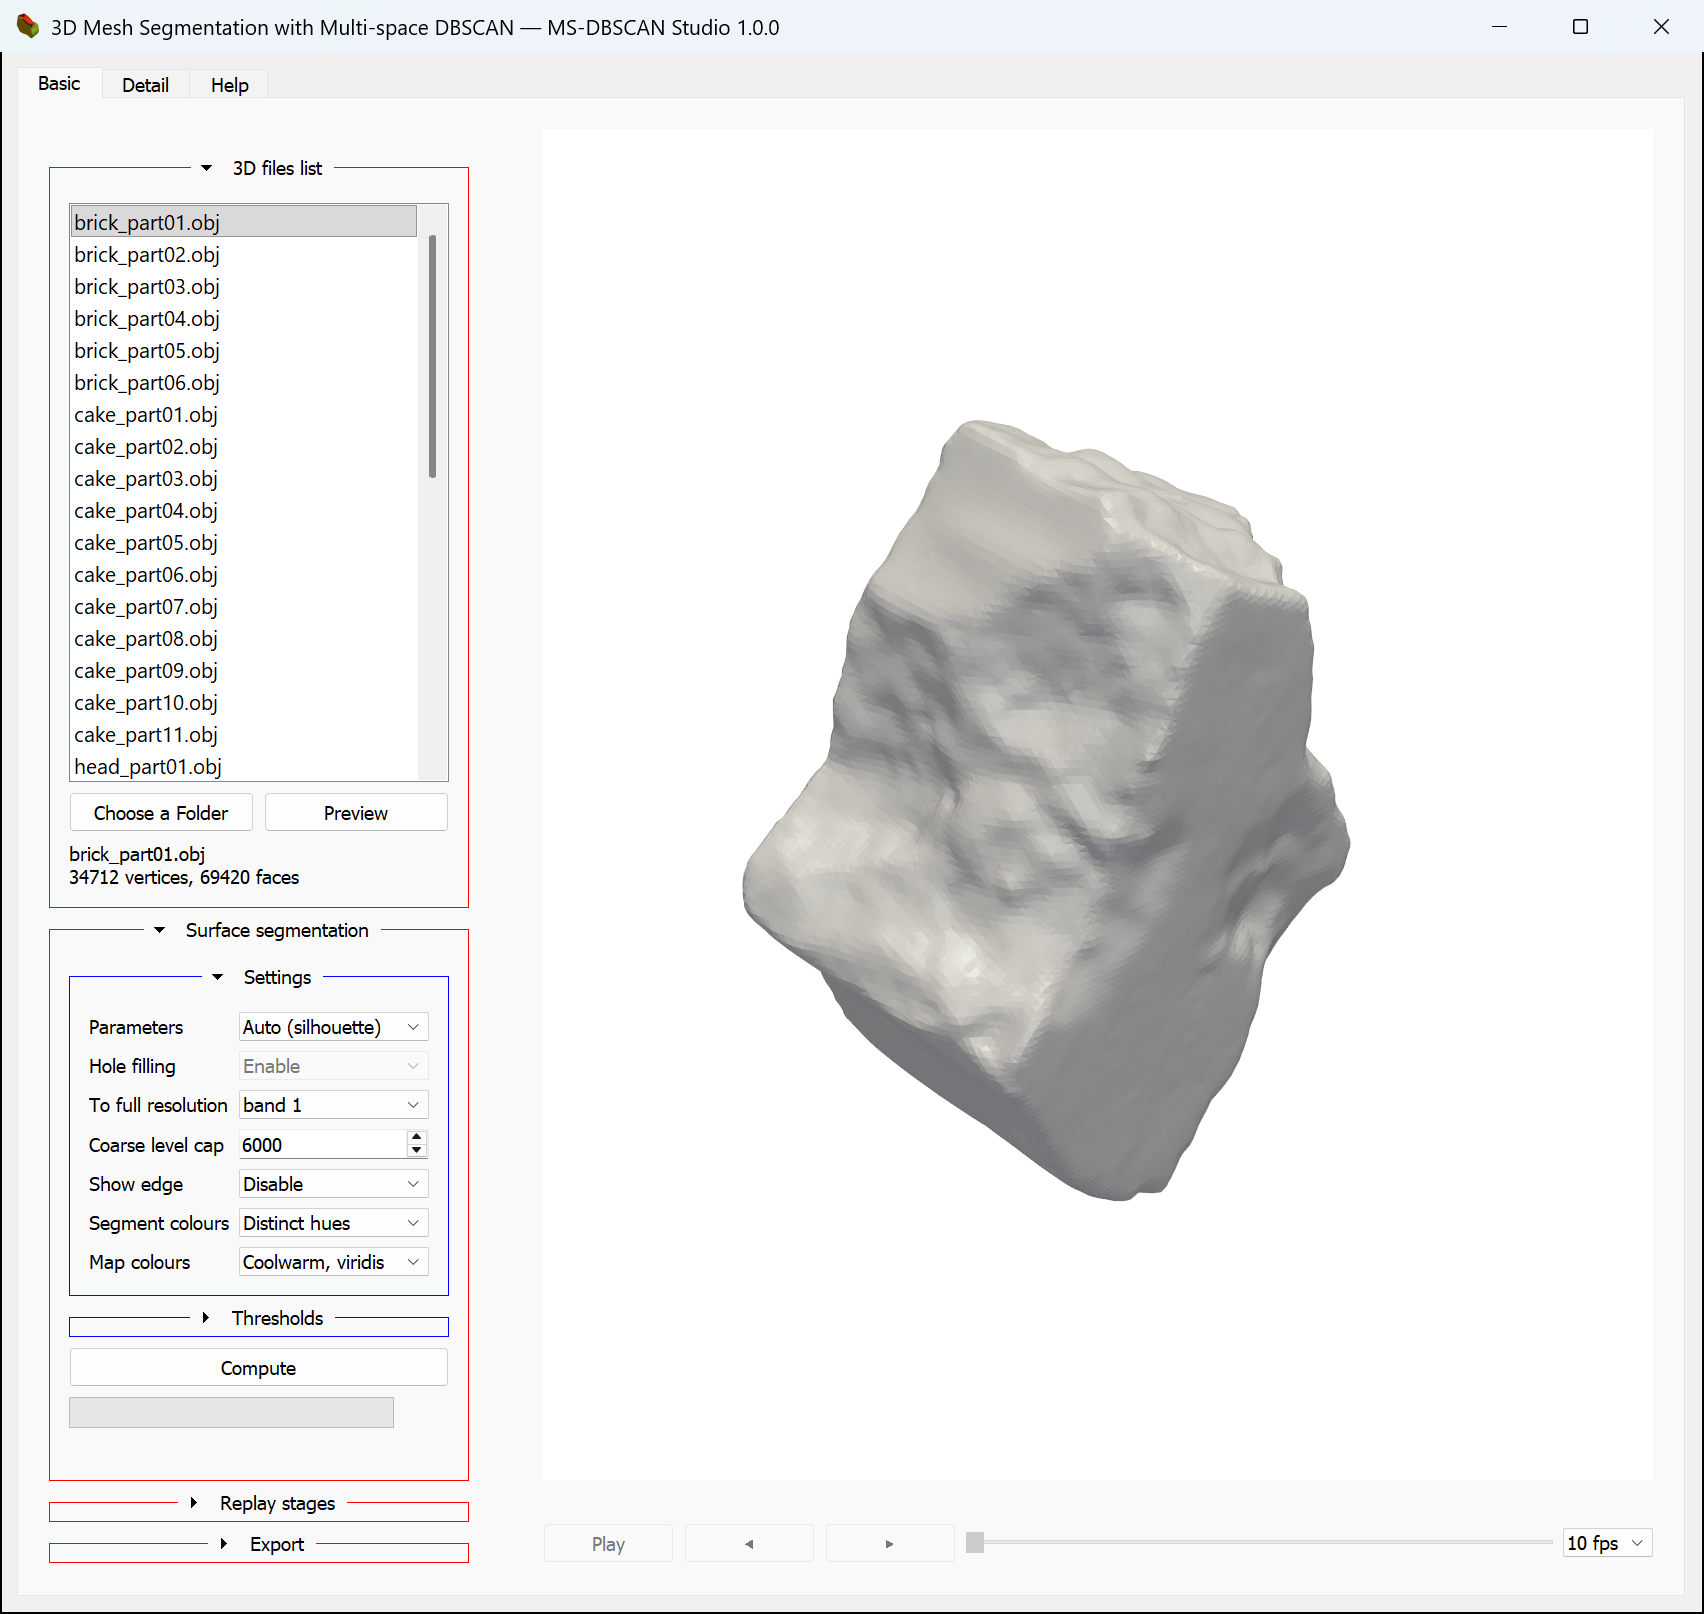 3D Mesh Segmentation with Multi-space DBSCAN — MS-DBSCAN Studio 1.0.0
Basic Detail Help
3D files list
brick_part01.obj
brick_part02.obj
brick_part03.obj
brick_part04.obj
brick_part05.obj
brick_part06.obj
cake_part01.obj
cake_part02.obj
cake_part03.obj
cake_part04.obj
cake_part05.obj
cake_part06.obj
cake_part07.obj
cake_part08.obj
cake_part09.obj
cake_part10.obj
cake_part11.obj
head_part01.obj
Choose a Folder Preview
brick_part01.obj
34712 vertices, 69420 faces
Surface segmentation
Settings
Parameters Auto (silhouette)
Hole filling Enable
To full resolution band 1
Coarse level cap 6000
Show edge Disable
Segment colours Distinct hues
Map colours Coolwarm, viridis
Thresholds
Compute
Replay stages
Export
Play 10 fps